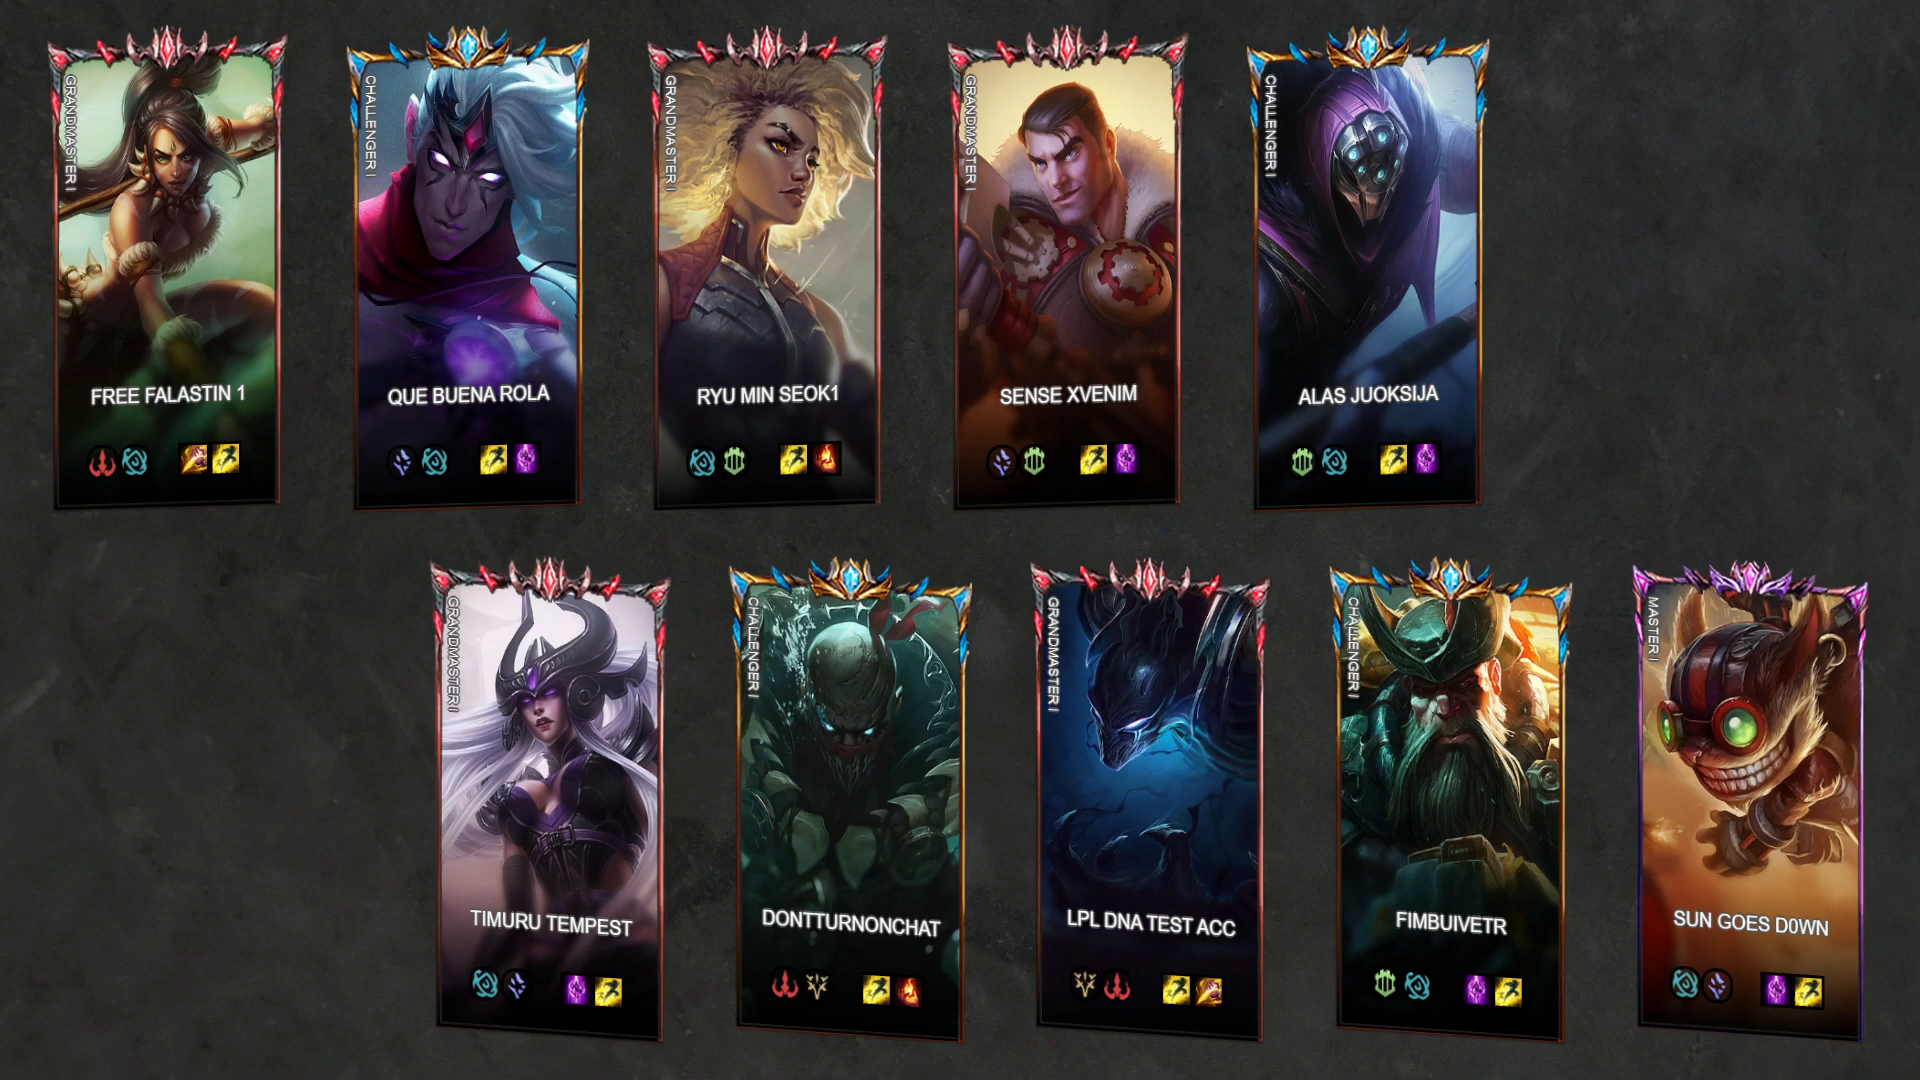 GRANDMASTER I
FREE FALASTIN 1
CHALLENGER I
QUE BUENA ROLA
GRANDMASTER I
RYU MIN SEOK1
GRANDMASTER I
SENSE XVENIM
CHALLENGER I
ALAS JUOKSIJA
GRANDMASTER I
TIMURU TEMPEST
CHALLENGER I
DONTTURNONCHAT
GRANDMASTER I
LPL DNA TEST ACC
CHALLENGER I
FIMBUIVETR
MASTER I
SUN GOES D0WN